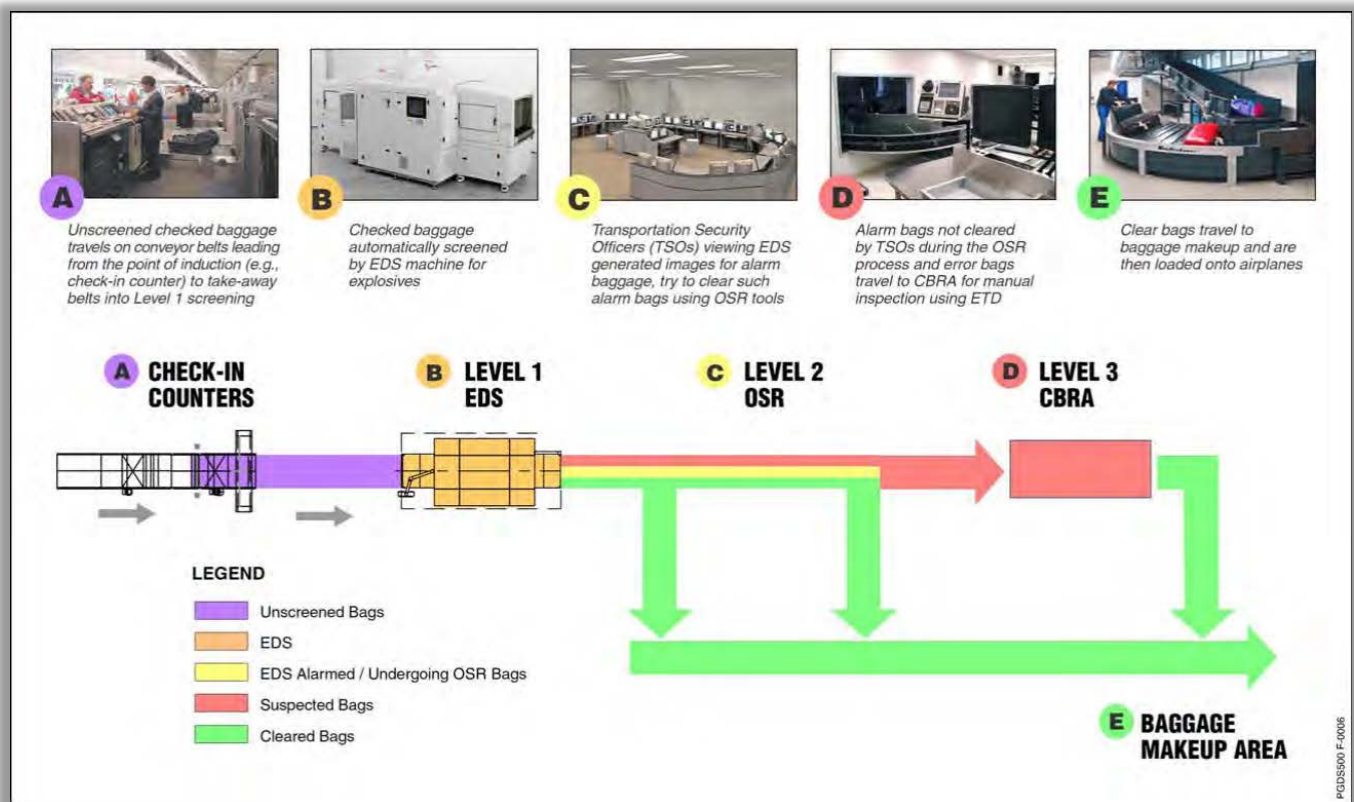 A
Unscreened checked baggage
travels on conveyor belts leading
from the point of induction (e.g.,
check-in counter) to take-away
belts into Level 1 screening
B
Checked baggage
automatically screened
by EDS machine for
explosives
C
Transportation Security
Officers (TSOs) viewing EDS
generated images for alarm
baggage, try to clear such
alarm bags using OSR tools
D
Alarm bags not cleared
by TSOs during the OSR
process and error bags
travel to CBRA for manual
inspection using ETD
E
Clear bags travel to
baggage makeup and are
then loaded onto airplanes
A CHECK-IN
COUNTERS
B LEVEL 1
EDS
C LEVEL 2
OSR
D LEVEL 3
CBRA
LEGEND
Unscreened Bags
EDS
EDS Alarmed / Undergoing OSR Bags
Suspected Bags
Cleared Bags
E BAGGAGE
MAKEUP AREA
PGDS500 F-0006